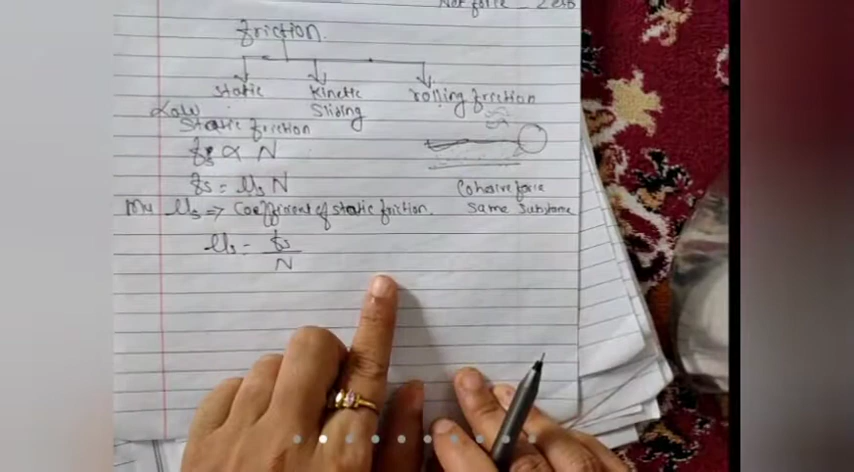 Net force = Zero
friction.
static kinetic rolling friction
Sliding
Law
Static friction
fs ∝ N
fs = μs N
Mu μs ⇒ Coefficient of static friction.
Cohesive force
same substance
μs = fs
N